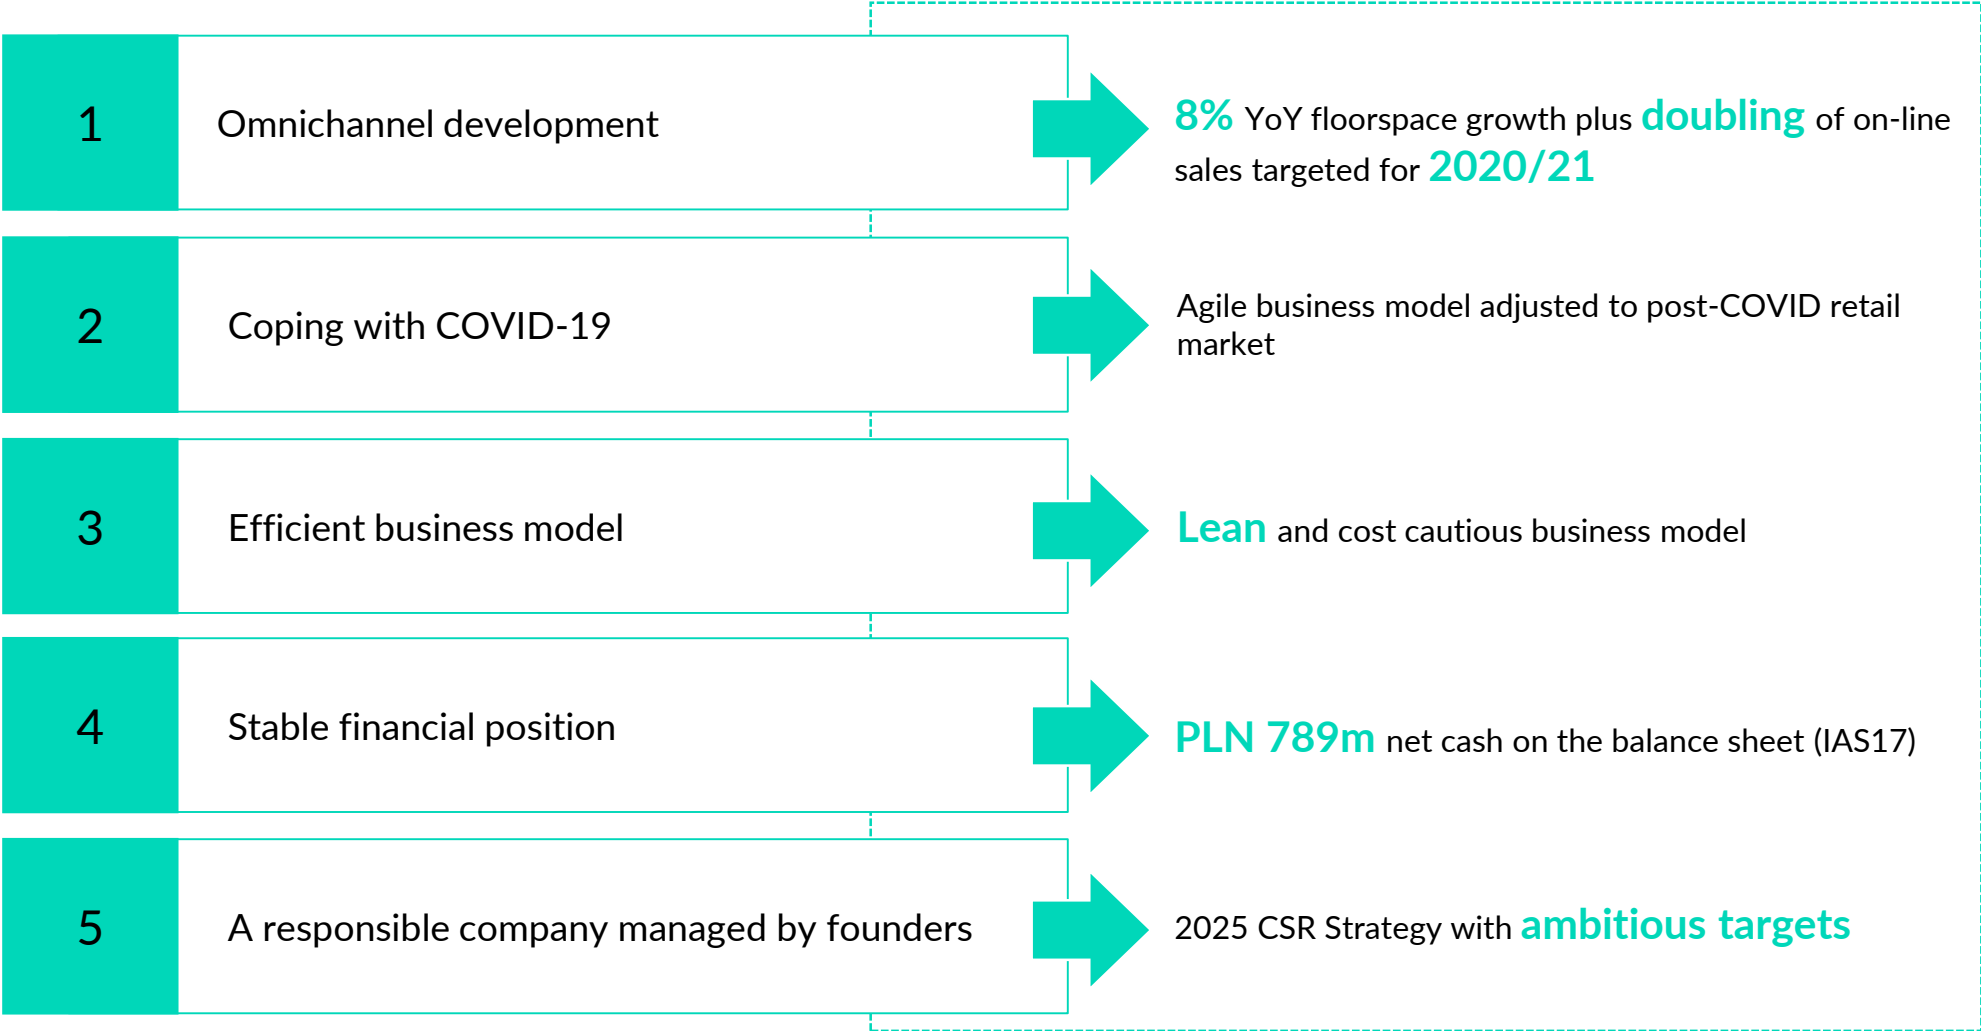 1
Omnichannel development
8% YoY floorspace growth plus doubling of on-line
sales targeted for 2020/21
2
Coping with COVID-19
Agile business model adjusted to post-COVID retail
market
3
Efficient business model
Lean and cost cautious business model
4
Stable financial position
PLN 789m net cash on the balance sheet (IAS17)
5
A responsible company managed by founders
2025 CSR Strategy with ambitious targets